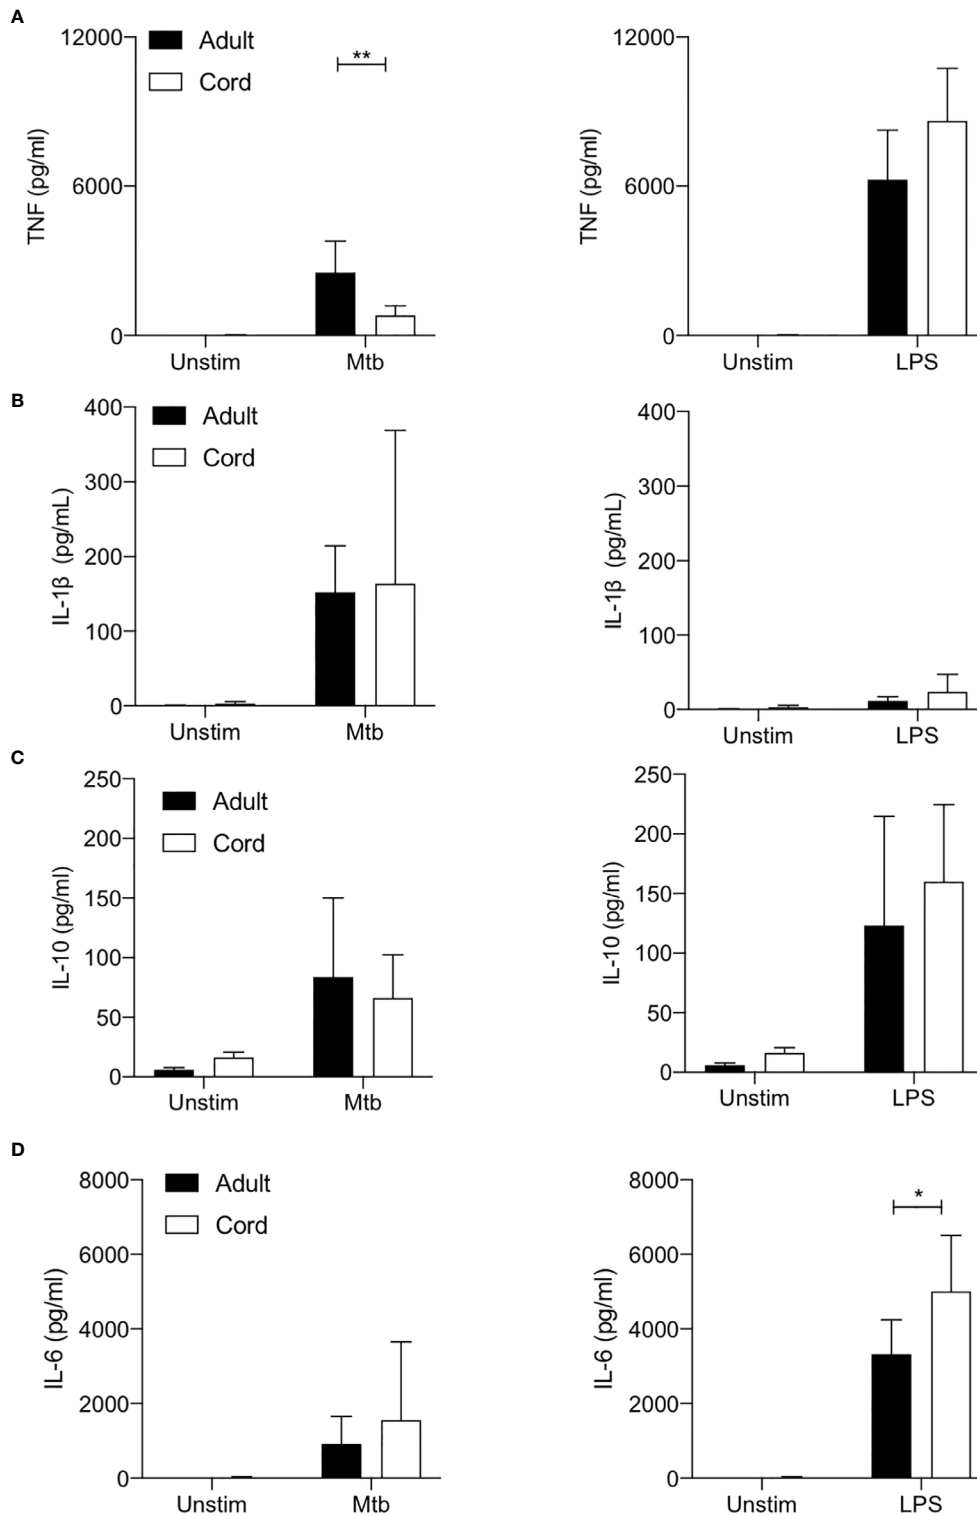 A
TNF (pg/ml)
12000
6000
0
Adult
Cord
**
Unstim
Mtb
TNF (pg/ml)
12000
6000
0
Unstim
LPS
B
IL-1β (pg/mL)
400
300
200
100
0
Adult
Cord
Unstim
Mtb
IL-1β (pg/mL)
400
300
200
100
0
Unstim
LPS
C
IL-10 (pg/ml)
250
200
150
100
50
0
Adult
Cord
Unstim
Mtb
IL-10 (pg/ml)
250
200
150
100
50
0
Unstim
LPS
D
IL-6 (pg/ml)
8000
6000
4000
2000
0
Adult
Cord
Unstim
Mtb
IL-6 (pg/ml)
8000
6000
4000
2000
0
*
Unstim
LPS